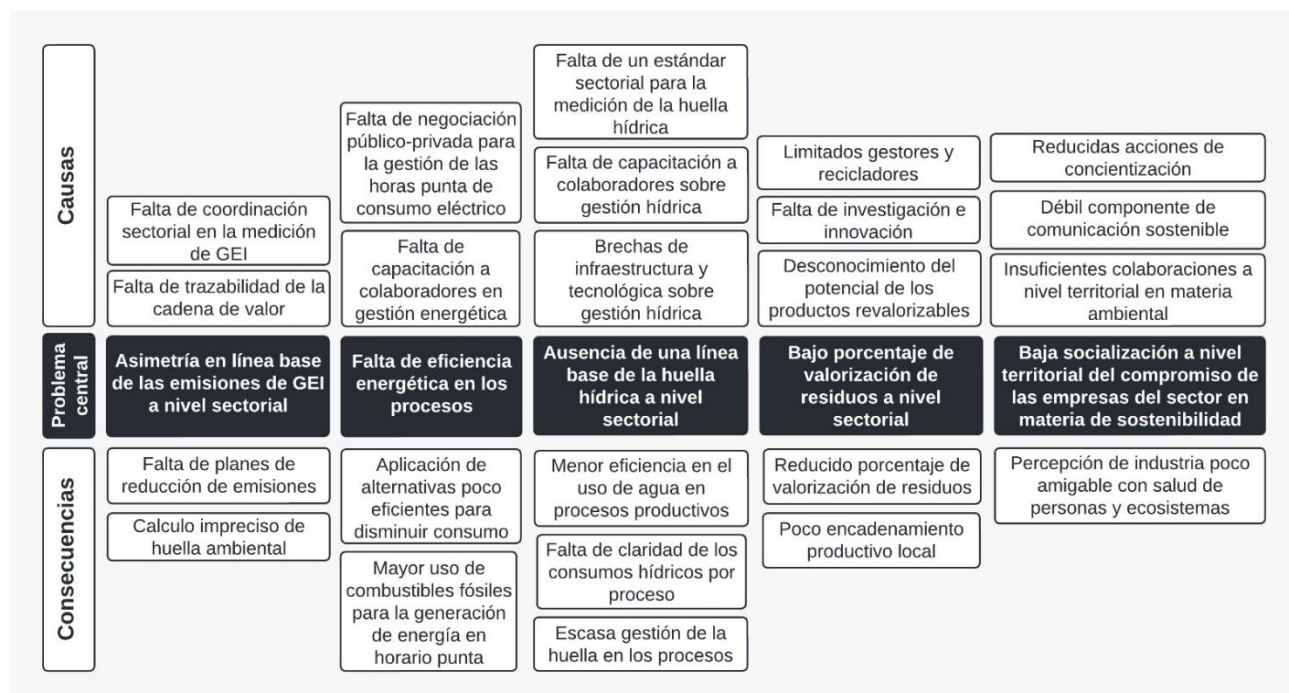 Causas
Falta de coordinación
sectorial en la medición
de GEI
Falta de trazabilidad de la
cadena de valor
Falta de negociación
público-privada para
la gestión de las
horas punta de
consumo eléctrico
Falta de
capacitación a
colaboradores en
gestión energética
Falta de un estándar
sectorial para la
medición de la huella
hídrica
Falta de capacitación a
colaboradores sobre
gestión hídrica
Brechas de
infraestructura y
tecnológica sobre
gestión hídrica
Limitados gestores y
recicladores
Falta de investigación e
innovación
Desconocimiento del
potencial de los
productos revalorizables
Reducidas acciones de
concientización
Débil componente de
comunicación sostenible
Insuficientes colaboraciones a
nivel territorial en materia
ambiental
Problema
central
Asimetría en línea base
de las emisiones de GEI
a nivel sectorial
Falta de eficiencia
energética en los
procesos
Ausencia de una línea
base de la huella
hídrica a nivel
sectorial
Bajo porcentaje de
valorización de
residuos a nivel
sectorial
Baja socialización a nivel
territorial del compromiso de
las empresas del sector en
materia de sostenibilidad
Consecuencias
Falta de planes de
reducción de emisiones
Calculo impreciso de
huella ambiental
Aplicación de
alternativas poco
eficientes para
disminuir consumo
Mayor uso de
combustibles fósiles
para la generación
de energía en
horario punta
Menor eficiencia en el
uso de agua en
procesos productivos
Falta de claridad de los
consumos hídricos por
proceso
Escasa gestión de la
huella en los procesos
Reducido porcentaje de
valorización de residuos
Poco encadenamiento
productivo local
Percepción de industria poco
amigable con salud de
personas y ecosistemas